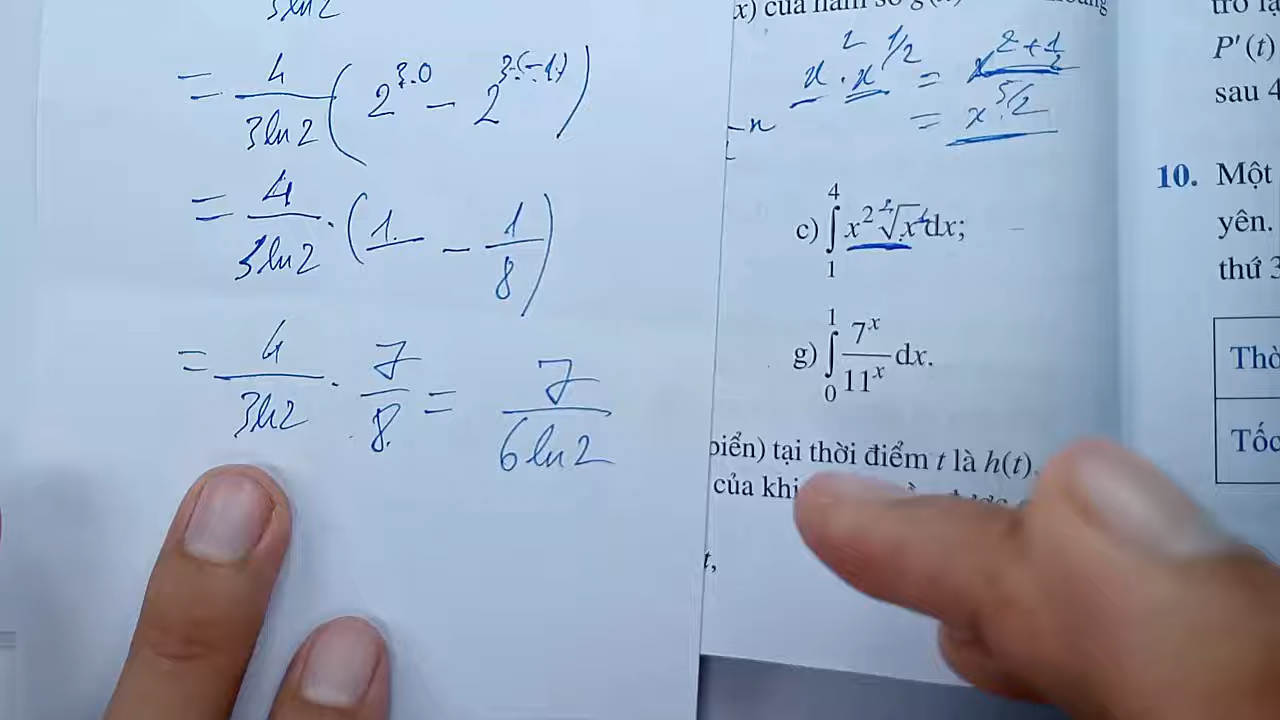 3ln2
= 4/3ln2 (2^3.0 - 2^3.(-1))
= 4/3ln2 . (1 - 1/8)
= 4/3ln2 . 7/8 = 7/6ln2
x) của hàm số g(
x^2 . x^1/2 = x^2+1/2
= x^5/2
-x
c) ∫_1^4 x^2 √x dx;
g) ∫_0^1 7^x/11^x dx.
biển) tại thời điểm t là h(t).
của khi
t,
P'(t)
sau 4
10. Một
yên.
thứ 3
Thờ
Tốc